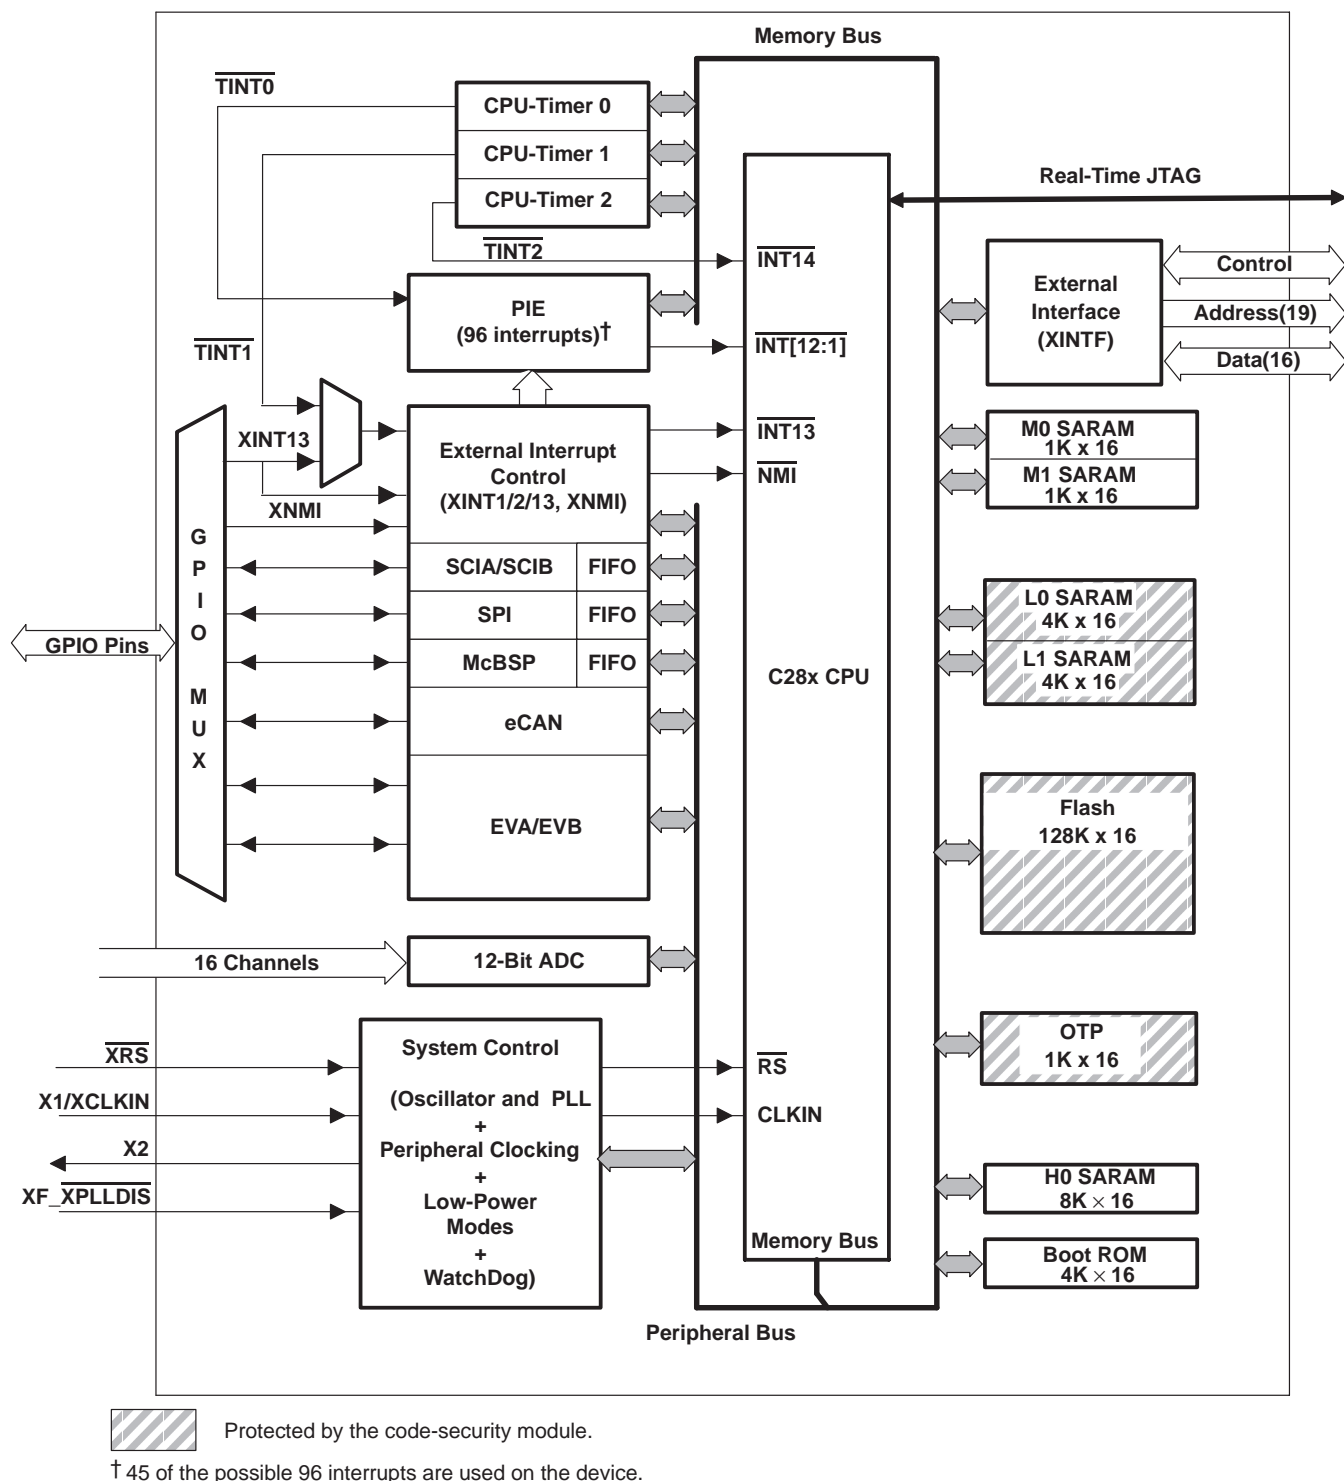 Memory Bus
TINT0
CPU-Timer 0
CPU-Timer 1
CPU-Timer 2
Real-Time JTAG
TINT2
INT14
Control
External
Interface
(XINTF)
Address(19)
Data(16)
PIE
(96 interrupts)†
INT[12:1]
TINT1
XINT13
External Interrupt
Control
(XINT1/2/13, XNMI)
INT13
NMI
XNMI
M0 SARAM
1K x 16
M1 SARAM
1K x 16
GPIO Pins
G
P
I
O
M
U
X
SCIA/SCIB
FIFO
SPI
FIFO
McBSP
FIFO
eCAN
EVA/EVB
C28x CPU
L0 SARAM
4K x 16
L1 SARAM
4K x 16
Flash
128K x 16
16 Channels
12-Bit ADC
OTP
1K x 16
XRS
X1/XCLKIN
X2
XF_XPLLDIS
System Control
(Oscillator and PLL
+
Peripheral Clocking
+
Low-Power
Modes
+
WatchDog)
RS
CLKIN
H0 SARAM
8K × 16
Memory Bus
Boot ROM
4K × 16
Peripheral Bus
Protected by the code-security module.
† 45 of the possible 96 interrupts are used on the device.